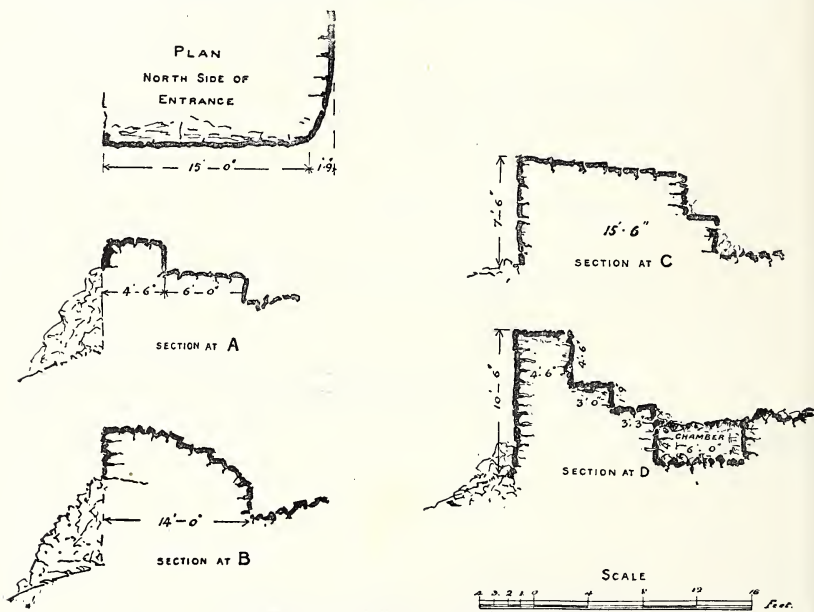 PLAN
NORTH SIDE OF
ENTRANCE
15'-0"
1'-9"
4'-6"
6'-0"
SECTION AT A
14'-0"
SECTION AT B
7'-6"
15'-6"
SECTION AT C
10'-6"
4'-6"
4'-6"
3'-0"
3'-3"
CHAMBER
6'-0"
SECTION AT D
SCALE
4 3 2 1 0 4 12 16
Feet.